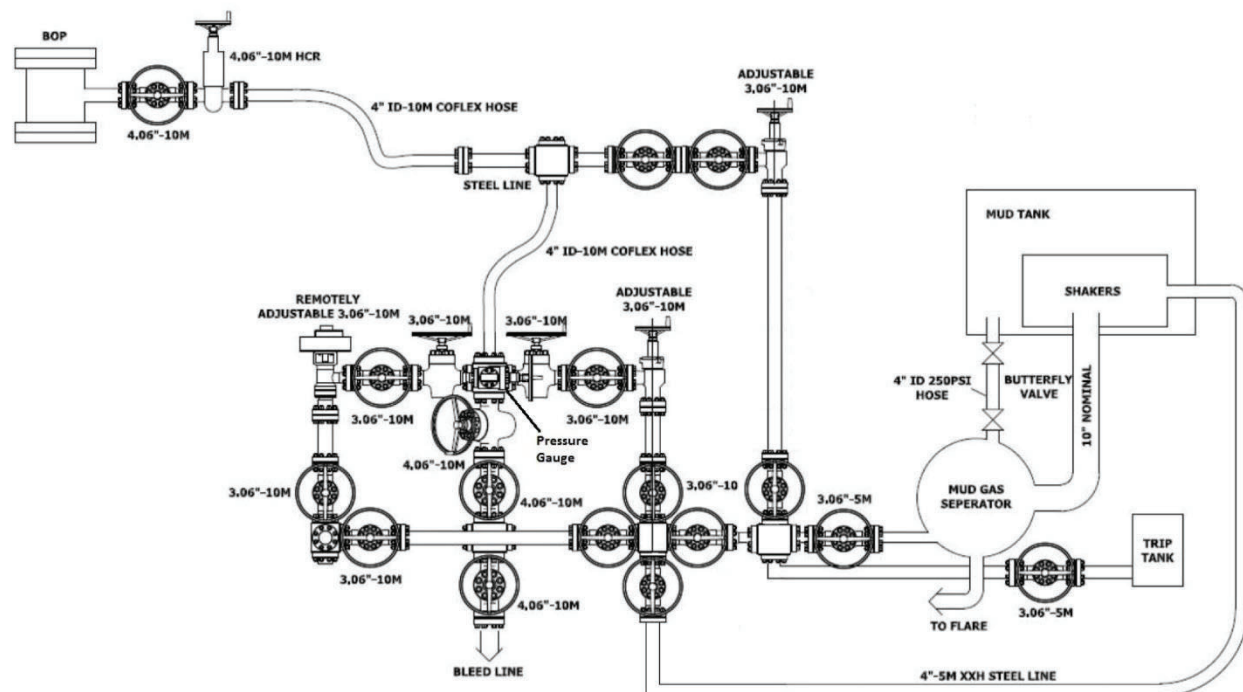 BOP
4.06"-10M HCR
4.06"-10M
4" ID-10M COFLEX HOSE
STEEL LINE
ADJUSTABLE
3.06"-10M
4" ID-10M COFLEX HOSE
MUD TANK
SHAKERS
REMOTELY
ADJUSTABLE 3.06"-10M
3.06"-10M
3.06"-10M
ADJUSTABLE
3.06"-10M
4" ID 250PSI
HOSE
BUTTERFLY
VALVE
10" NOMINAL
3.06"-10M
3.06"-10M
Pressure
Gauge
4.06"-10M
3.06"-10M
4.06"-10M
3.06"-10
3.06"-5M
MUD GAS
SEPERATOR
TRIP
TANK
3.06"-10M
4.06"-10M
3.06"-5M
TO FLARE
BLEED LINE
4"-5M XXH STEEL LINE